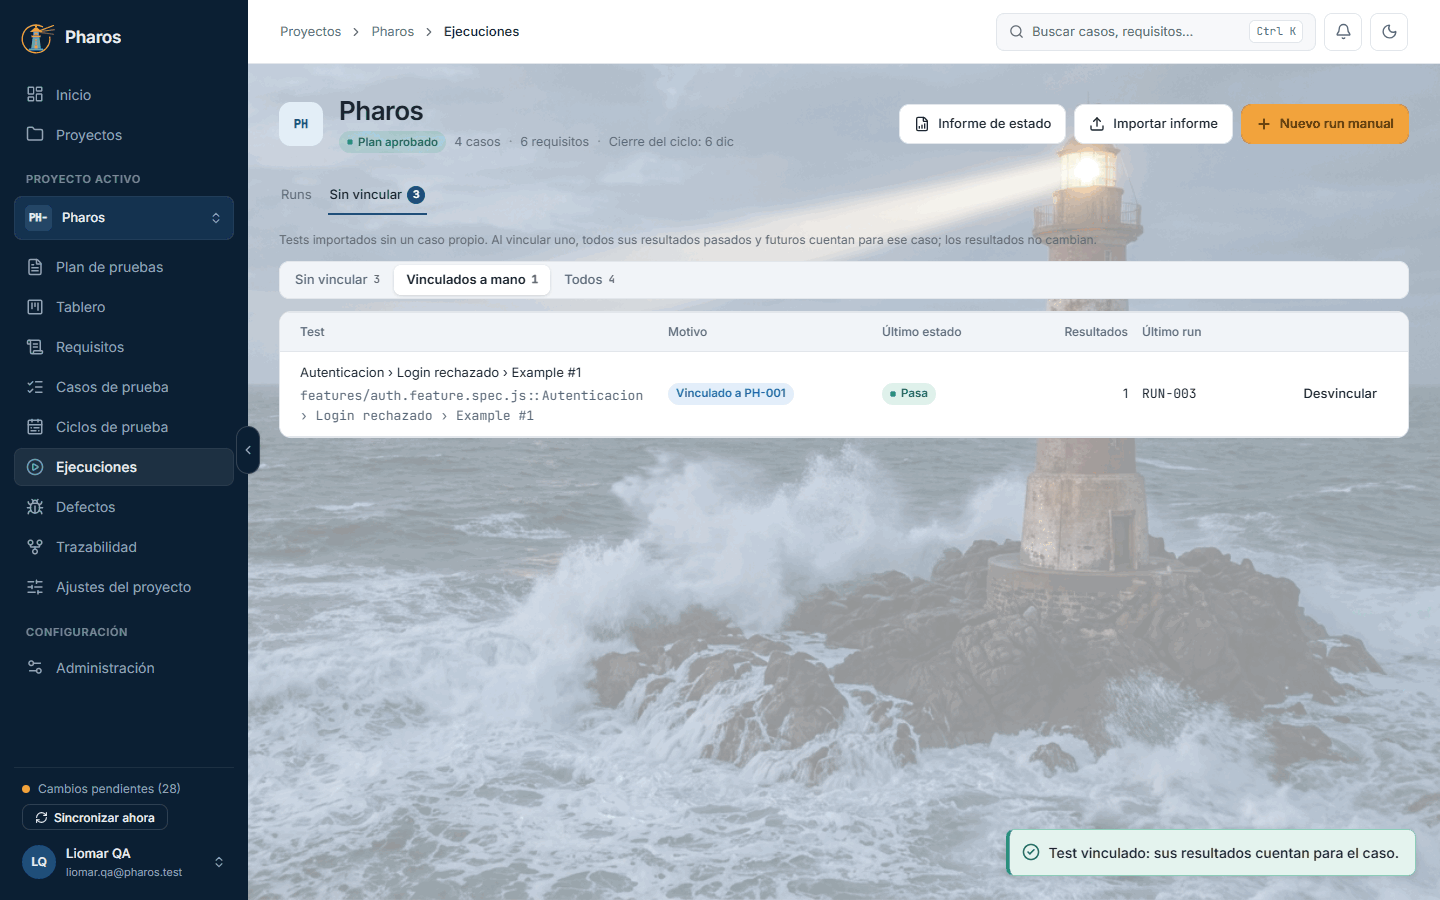 Pharos
Inicio
Proyectos
PROYECTO ACTIVO
PH- Pharos
Plan de pruebas
Tablero
Requisitos
Casos de prueba
Ciclos de prueba
Ejecuciones
Defectos
Trazabilidad
Ajustes del proyecto
CONFIGURACIÓN
Administración
Cambios pendientes (28)
Sincronizar ahora
LQ Liomar QA
liomar.qa@pharos.test
Proyectos > Pharos > Ejecuciones
Buscar casos, requisitos... Ctrl K
PH Pharos
Plan aprobado 4 casos · 6 requisitos · Cierre del ciclo: 6 dic
Informe de estado Importar informe + Nuevo run manual
Runs Sin vincular 3
Tests importados sin un caso propio. Al vincular uno, todos sus resultados pasados y futuros cuentan para ese caso; los resultados no cambian.
Sin vincular 3 Vinculados a mano 1 Todos 4
Test Motivo Último estado Resultados Último run
Autenticacion › Login rechazado › Example #1
features/auth.feature.spec.js::Autenticacion
› Login rechazado › Example #1
Vinculado a PH-001 Pasa 1 RUN-003 Desvincular
Test vinculado: sus resultados cuentan para el caso.